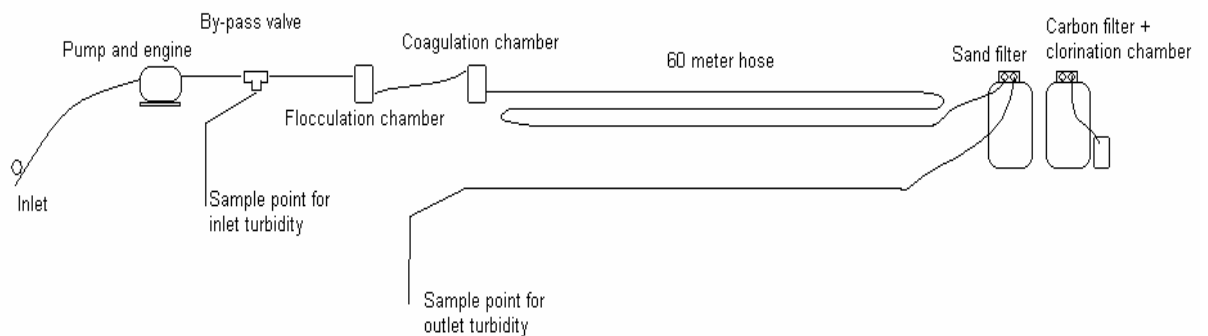 By-pass valve
Pump and engine
Coagulation chamber
60 meter hose
Sand filter
Carbon filter +
clorination chamber
Flocculation chamber
Inlet
Sample point for
inlet turbidity
Sample point for
outlet turbidity